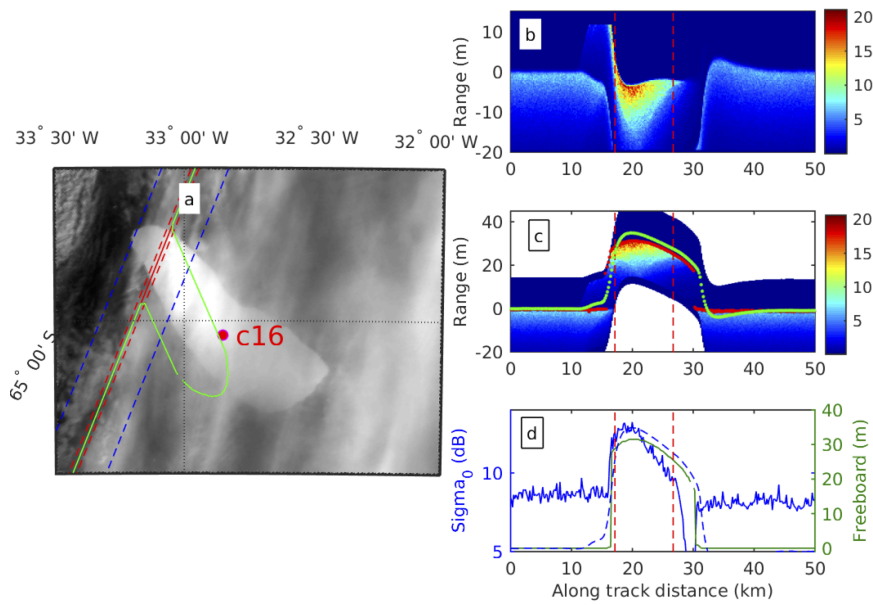 33° 30' W
33° 00' W
32° 30' W
32° 00' W
65° 00' S
a
c16
b
Range (m)
10
0
-10
-20
0 10 20 30 40 50
20
15
10
5
0
c
Range (m)
40
20
0
-20
0 10 20 30 40 50
20
15
10
5
0
d
Sigma0 (dB)
10
5
40
30
20
10
0
Freeboard (m)
0 10 20 30 40 50
Along track distance (km)